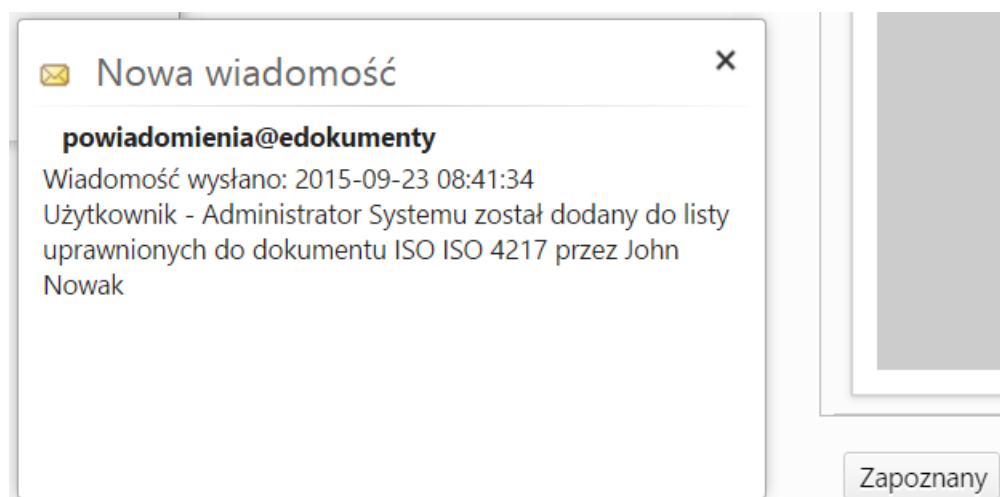 Nowa wiadomość
powiadomienia@edokumenty
Wiadomość wysłano: 2015-09-23 08:41:34
Użytkownik - Administrator Systemu został dodany do listy
uprawnionych do dokumentu ISO ISO 4217 przez John
Nowak
Zapoznany